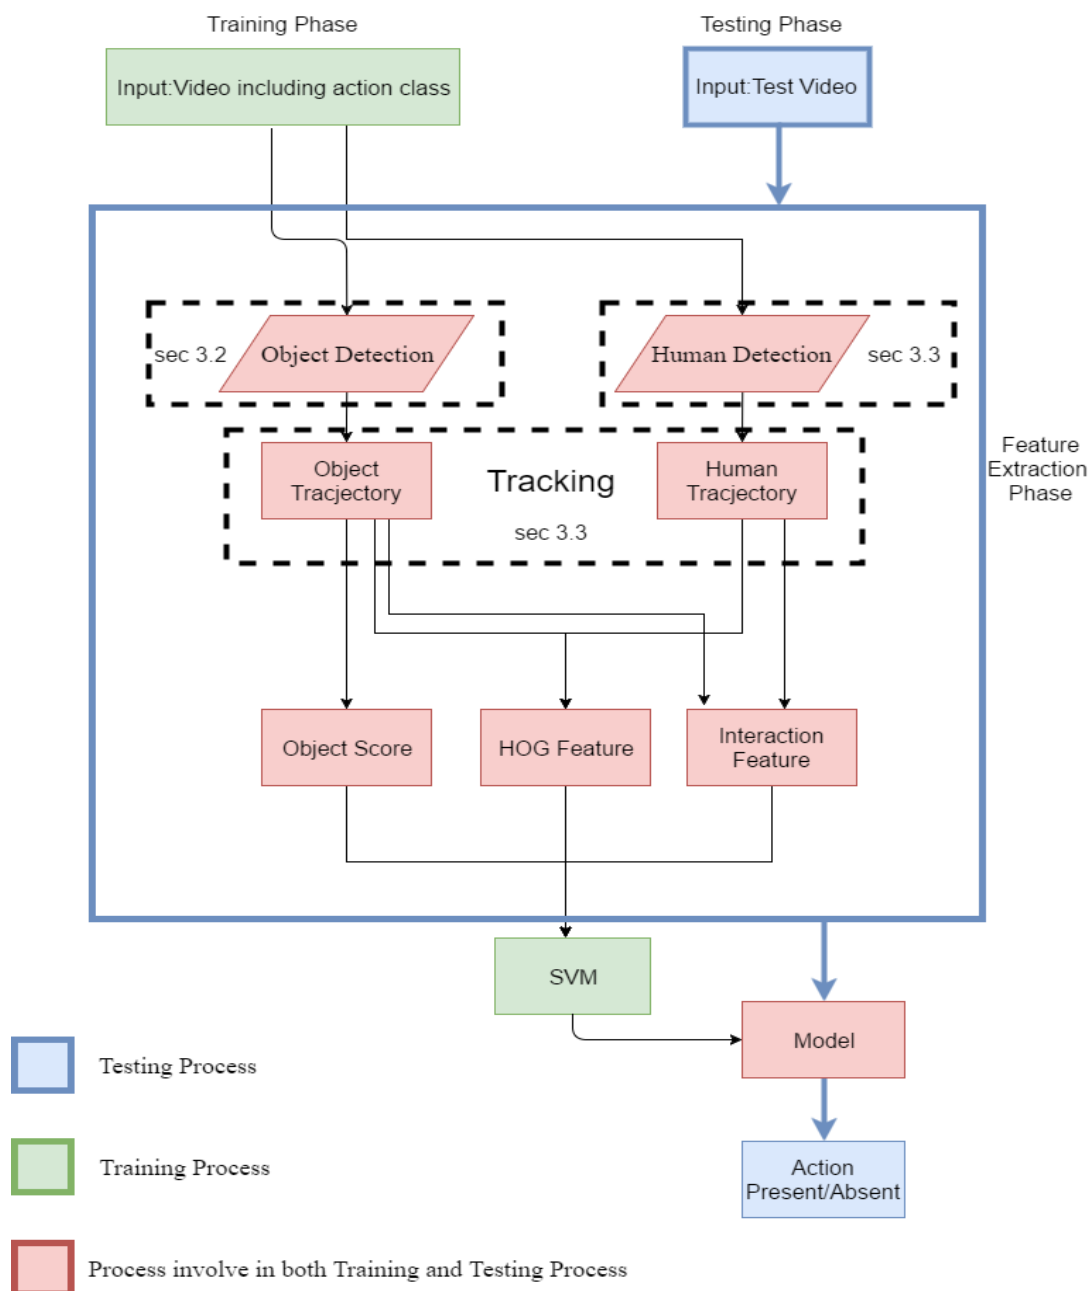 Training Phase
Testing Phase
Input:Video including action class
Input:Test Video
sec 3.2
Object Detection
Human Detection
sec 3.3
Object
Tracjectory
Tracking
sec 3.3
Human
Tracjectory
Feature
Extraction
Phase
Object Score
HOG Feature
Interaction
Feature
SVM
Model
Testing Process
Training Process
Action
Present/Absent
Process involve in both Training and Testing Process